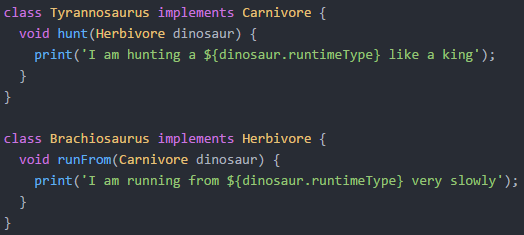 class Tyrannosaurus implements Carnivore {
  void hunt(Herbivore dinosaur) {
    print('I am hunting a ${dinosaur.runtimeType} like a king');
  }
}

class Brachiosaurus implements Herbivore {
  void runFrom(Carnivore dinosaur) {
    print('I am running from ${dinosaur.runtimeType} very slowly');
  }
}